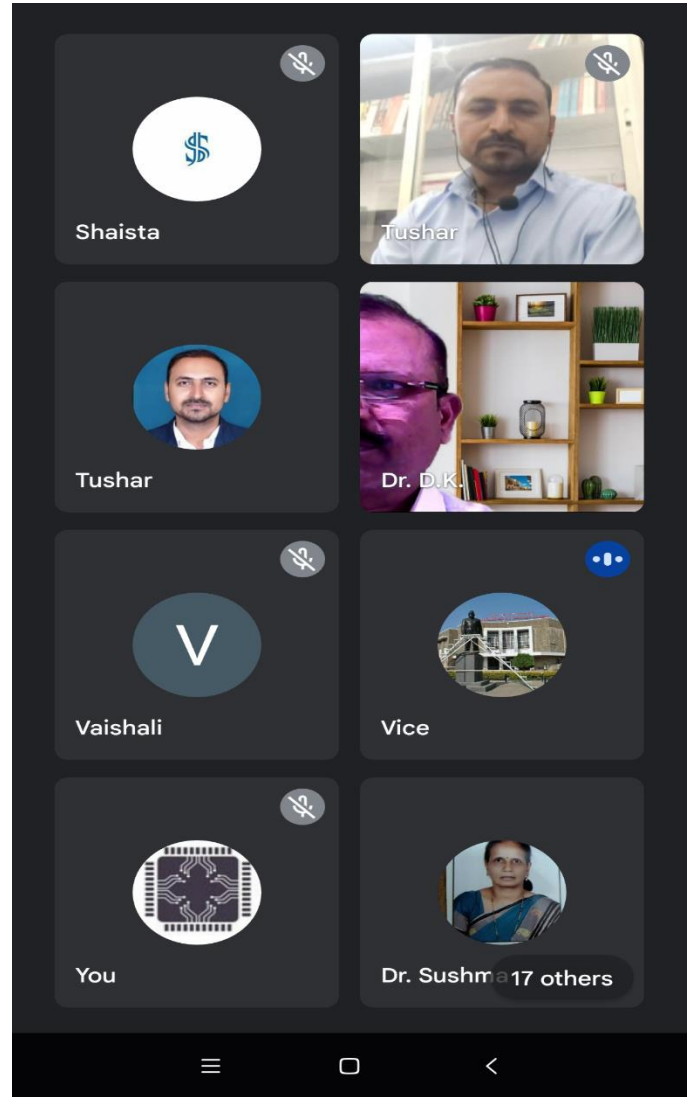 Shaista
Tushar
Tushar
Dr. D.K.
V
Vaishali
Vice
You
Dr. Sushma
17 others